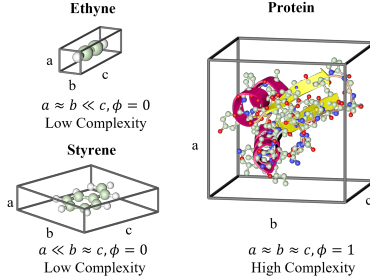 Ethyne
a
b
c
a ≈ b ≪ c, ϕ = 0
Low Complexity
Styrene
a
b
c
a ≪ b ≈ c, ϕ = 0
Low Complexity
Protein
a
b
c
a ≈ b ≈ c, ϕ = 1
High Complexity